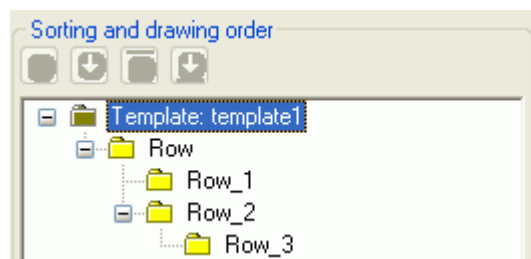 Sorting and drawing order
Template: template1
Row
Row_1
Row_2
Row_3